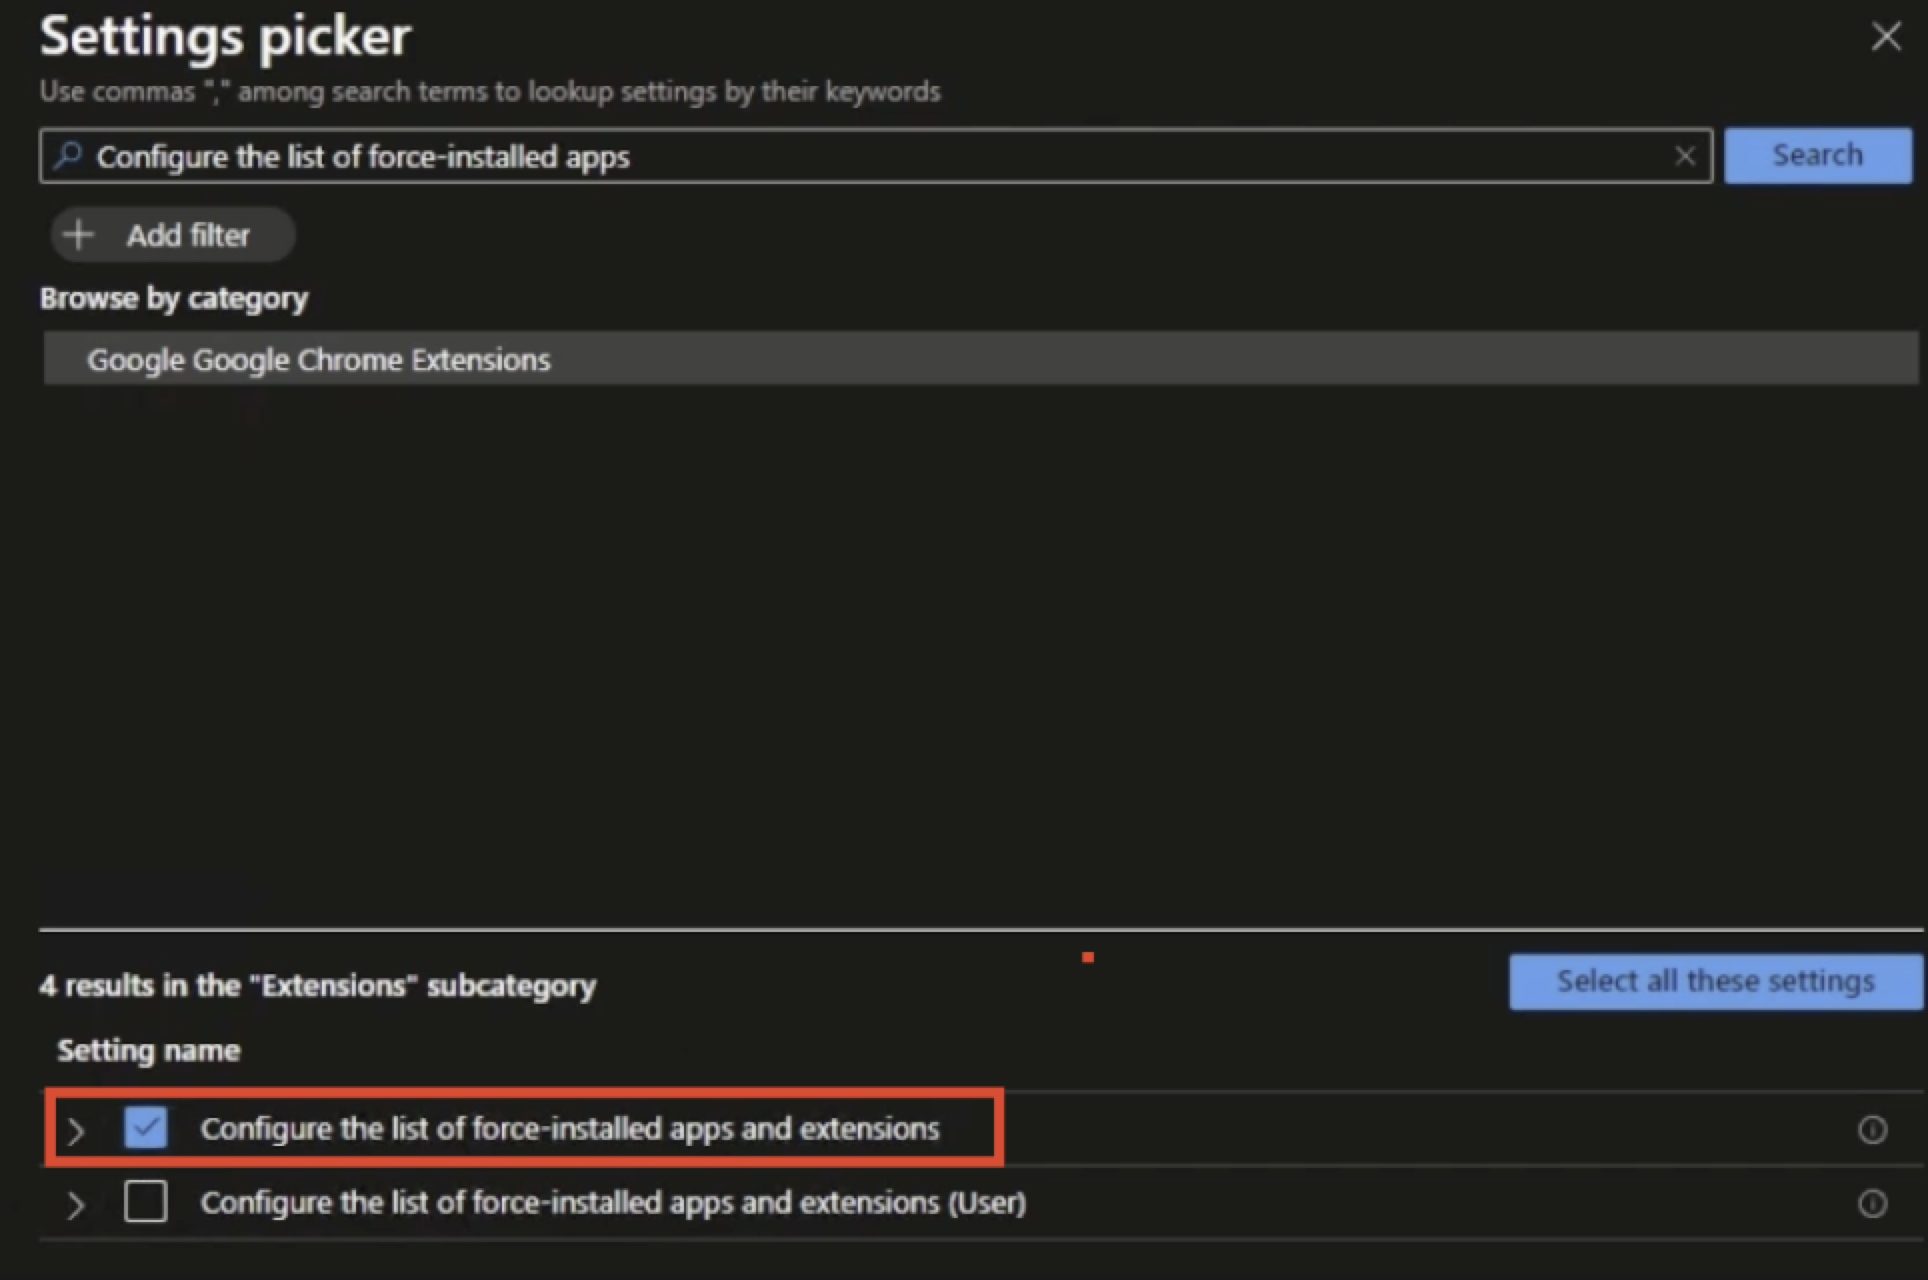 Settings picker
Use commas "," among search terms to lookup settings by their keywords
Configure the list of force-installed apps
Search
Add filter
Browse by category
Google Google Chrome Extensions
4 results in the "Extensions" subcategory
Select all these settings
Setting name
Configure the list of force-installed apps and extensions
Configure the list of force-installed apps and extensions (User)